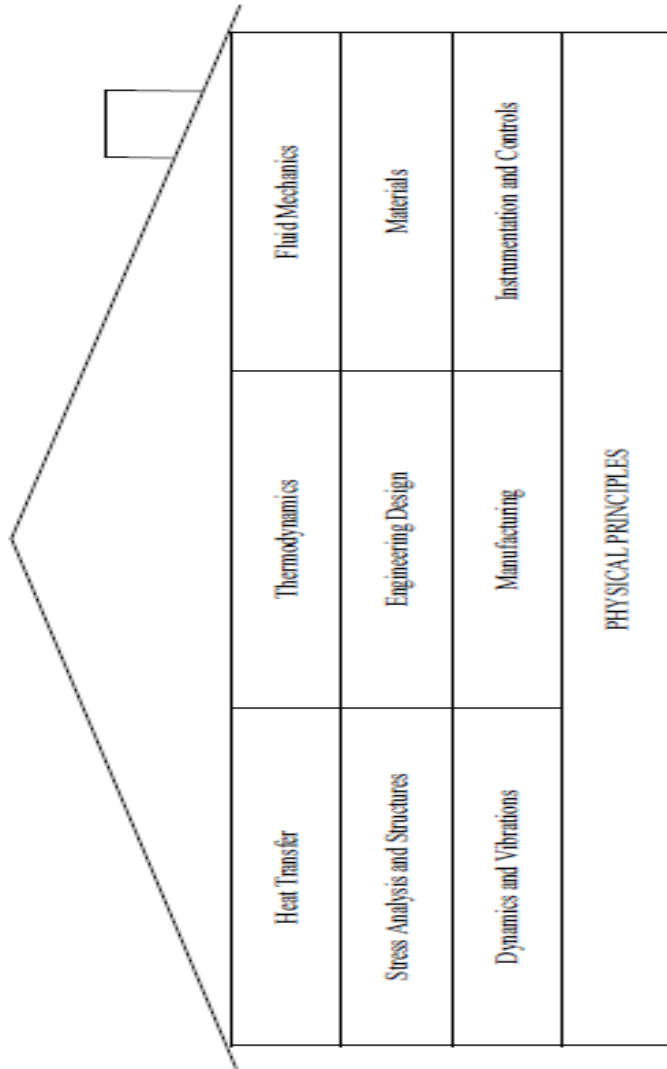 Heat Transfer
Thermodynamics
Fluid Mechanics
Stress Analysis and Structures
Engineering Design
Materials
Dynamics and Vibrations
Manufacturing
Instrumentation and Controls
PHYSICAL PRINCIPLES